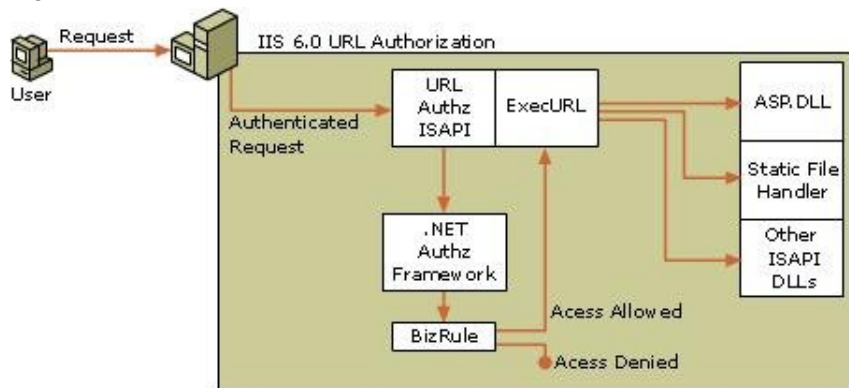 Request
User
IIS 6.0 URL Authorization
Authenticated
Request
URL
Authz
ISAPI
ExecURL
ASP.DLL
Static File
Handler
Other
ISAPI
DLLs
.NET
Authz
Framework
BizRule
Acess Allowed
Acess Denied